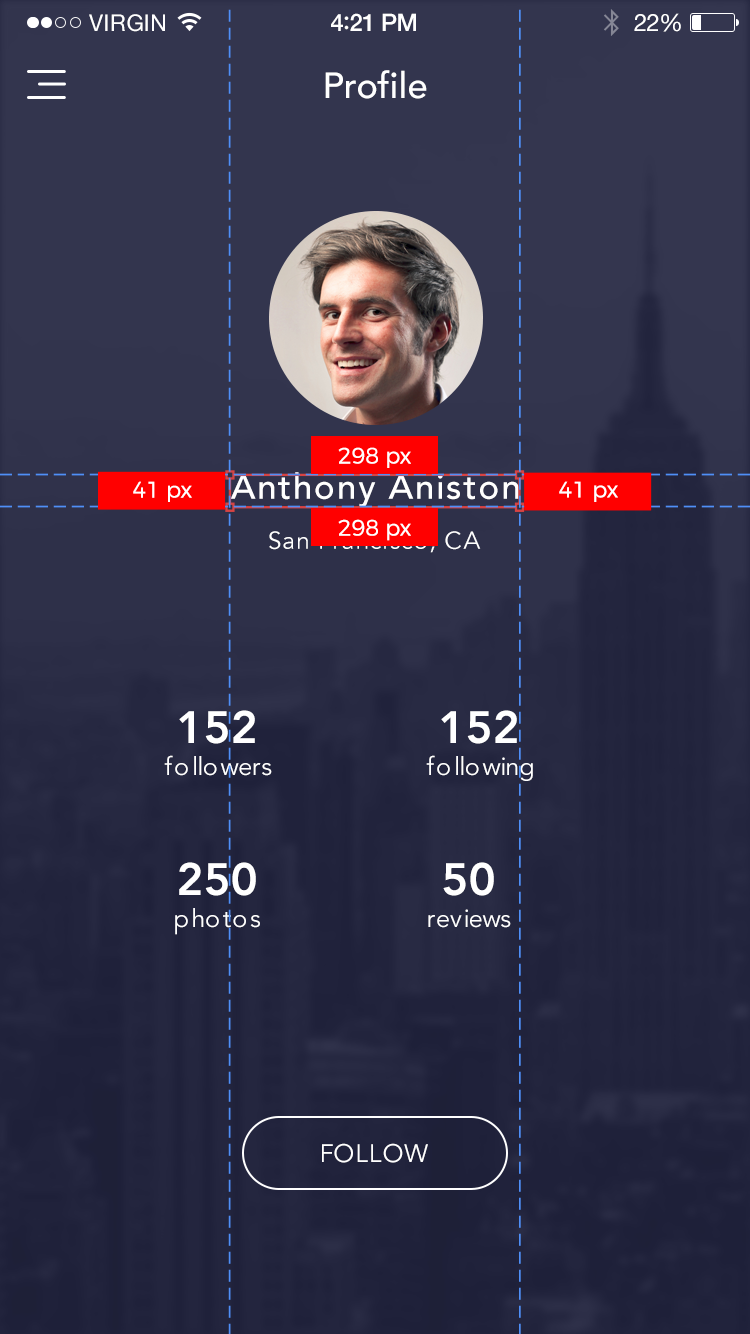 VIRGIN 4:21 PM 22%
Profile
298 px
41 px Anthony Aniston 41 px
298 px
San Francisco, CA
152 152
followers following
250 50
photos reviews
FOLLOW